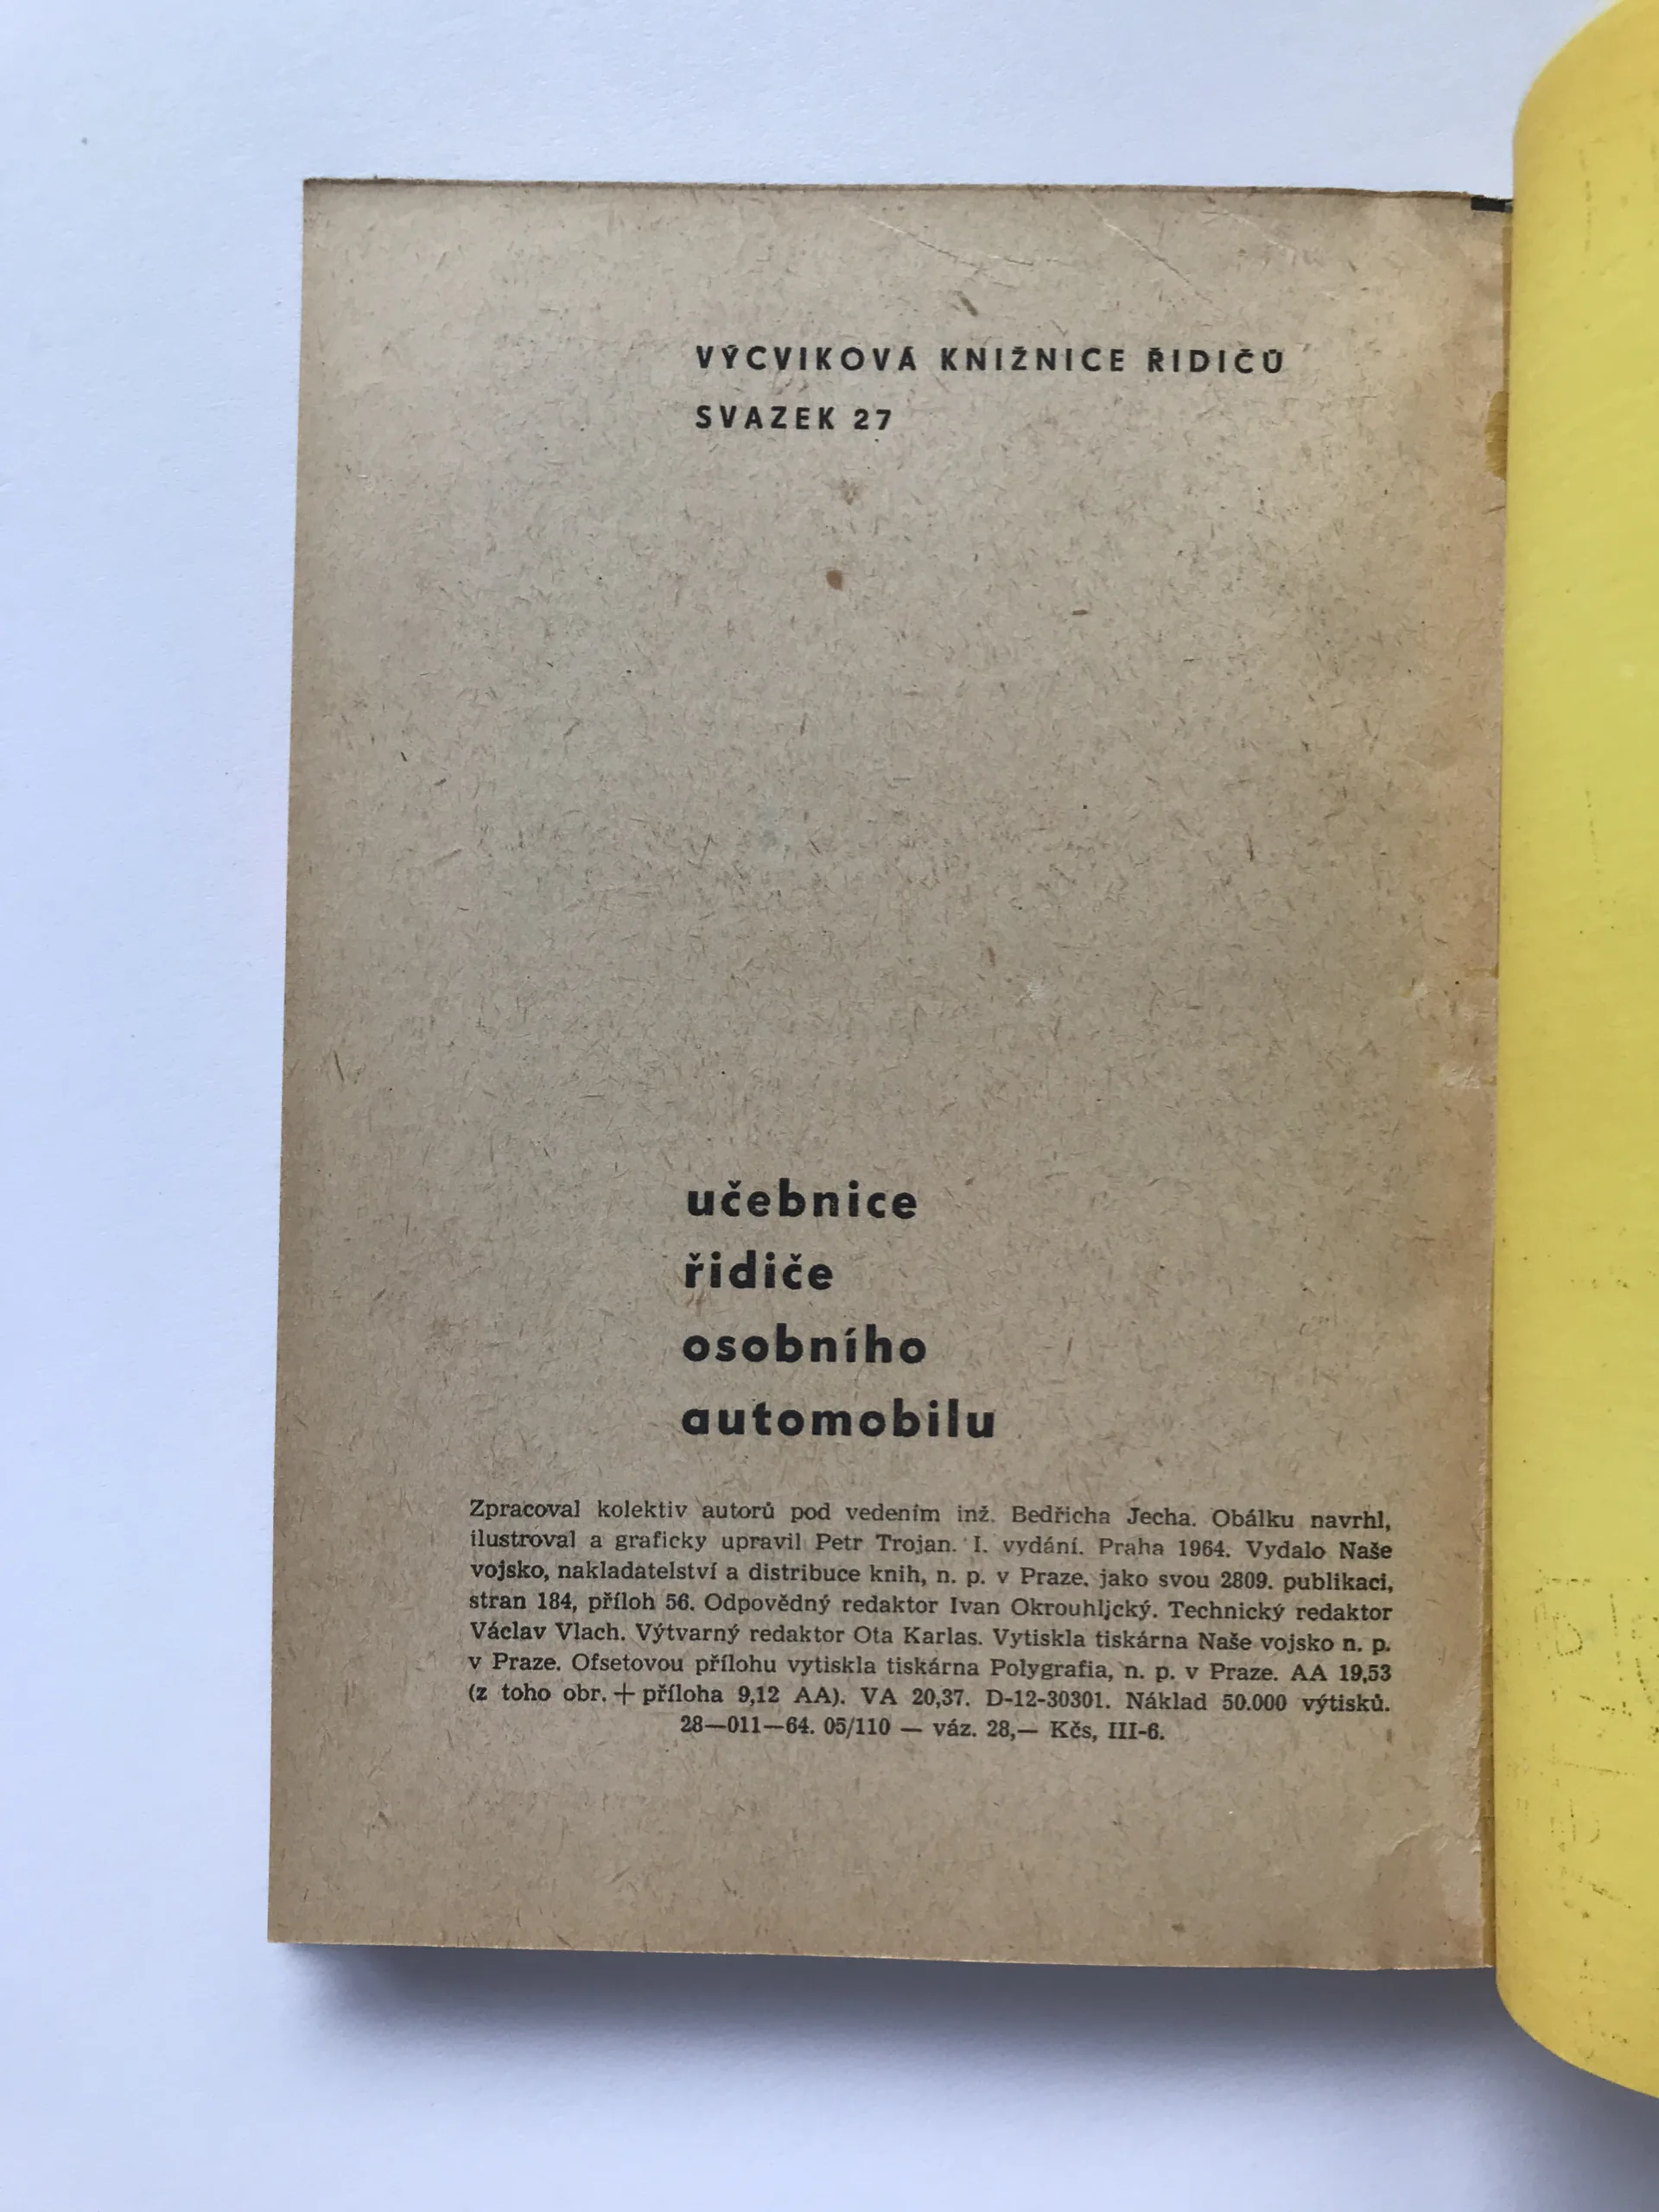 VÝCVIKOVÁ KNIŽNICE ŘIDIČŮ
SVAZEK 27
učebnice
řidiče
osobního
automobilu
Zpracoval kolektiv autorů pod vedením inž. Bedřicha Jecha. Obálku navrhl,
ilustroval a graficky upravil Petr Trojan. I. vydání. Praha 1964. Vydalo Naše
vojsko, nakladatelství a distribuce knih, n. p. v Praze. jako svou 2809. publikaci,
stran 184, příloh 56. Odpovědný redaktor Ivan Okrouhljcký. Technický redaktor
Václav Vlach. Výtvarný redaktor Ota Karlas. Vytiskla tiskárna Naše vojsko n. p.
v Praze. Ofsetovou přílohu vytiskla tiskárna Polygrafia, n. p. v Praze. AA 19,53
(z toho obr. + příloha 9,12 AA). VA 20,37. D-12-30301. Náklad 50.000 výtisků.
28—011—64. 05/110 — váz. 28,— Kčs, III-6.